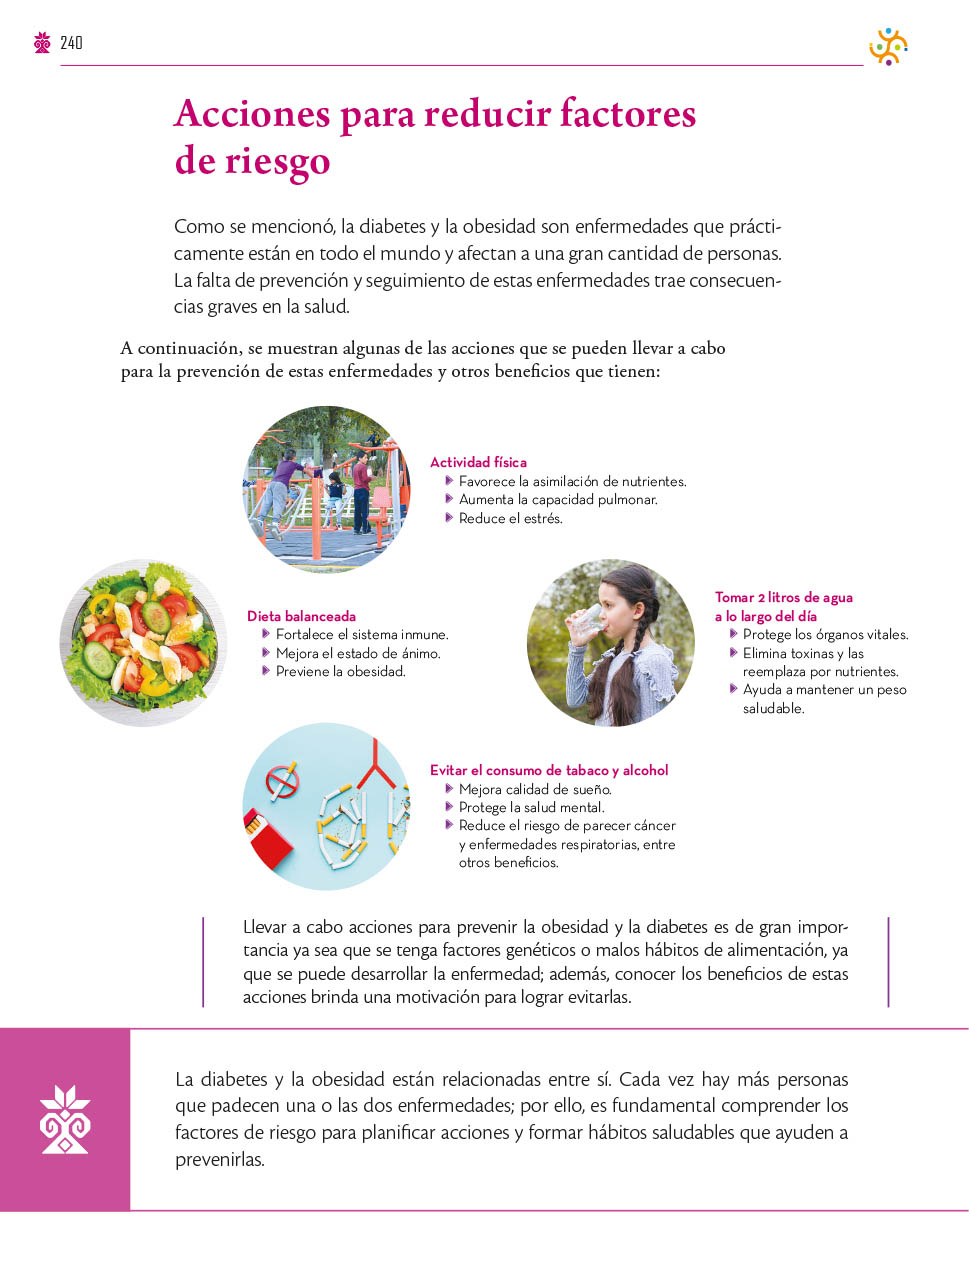 240
Acciones para reducir factores
de riesgo
Como se mencionó, la diabetes y la obesidad son enfermedades que prácti-
camente están en todo el mundo y afectan a una gran cantidad de personas.
La falta de prevención y seguimiento de estas enfermedades trae consecuen-
cias graves en la salud.
A continuación, se muestran algunas de las acciones que se pueden llevar a cabo
para la prevención de estas enfermedades y otros beneficios que tienen:
Actividad física
Favorece la asimilación de nutrientes.
Aumenta la capacidad pulmonar.
Reduce el estrés.
Dieta balanceada
Fortalece el sistema inmune.
Mejora el estado de ánimo.
Previene la obesidad.
Tomar 2 litros de agua
a lo largo del día
Protege los órganos vitales.
Elimina toxinas y las
reemplaza por nutrientes.
Ayuda a mantener un peso
saludable.
Evitar el consumo de tabaco y alcohol
Mejora calidad de sueño.
Protege la salud mental.
Reduce el riesgo de parecer cáncer
y enfermedades respiratorias, entre
otros beneficios.
Llevar a cabo acciones para prevenir la obesidad y la diabetes es de gran impor-
tancia ya sea que se tenga factores genéticos o malos hábitos de alimentación, ya
que se puede desarrollar la enfermedad; además, conocer los beneficios de estas
acciones brinda una motivación para lograr evitarlas.
La diabetes y la obesidad están relacionadas entre sí. Cada vez hay más personas
que padecen una o las dos enfermedades; por ello, es fundamental comprender los
factores de riesgo para planificar acciones y formar hábitos saludables que ayuden a
prevenirlas.